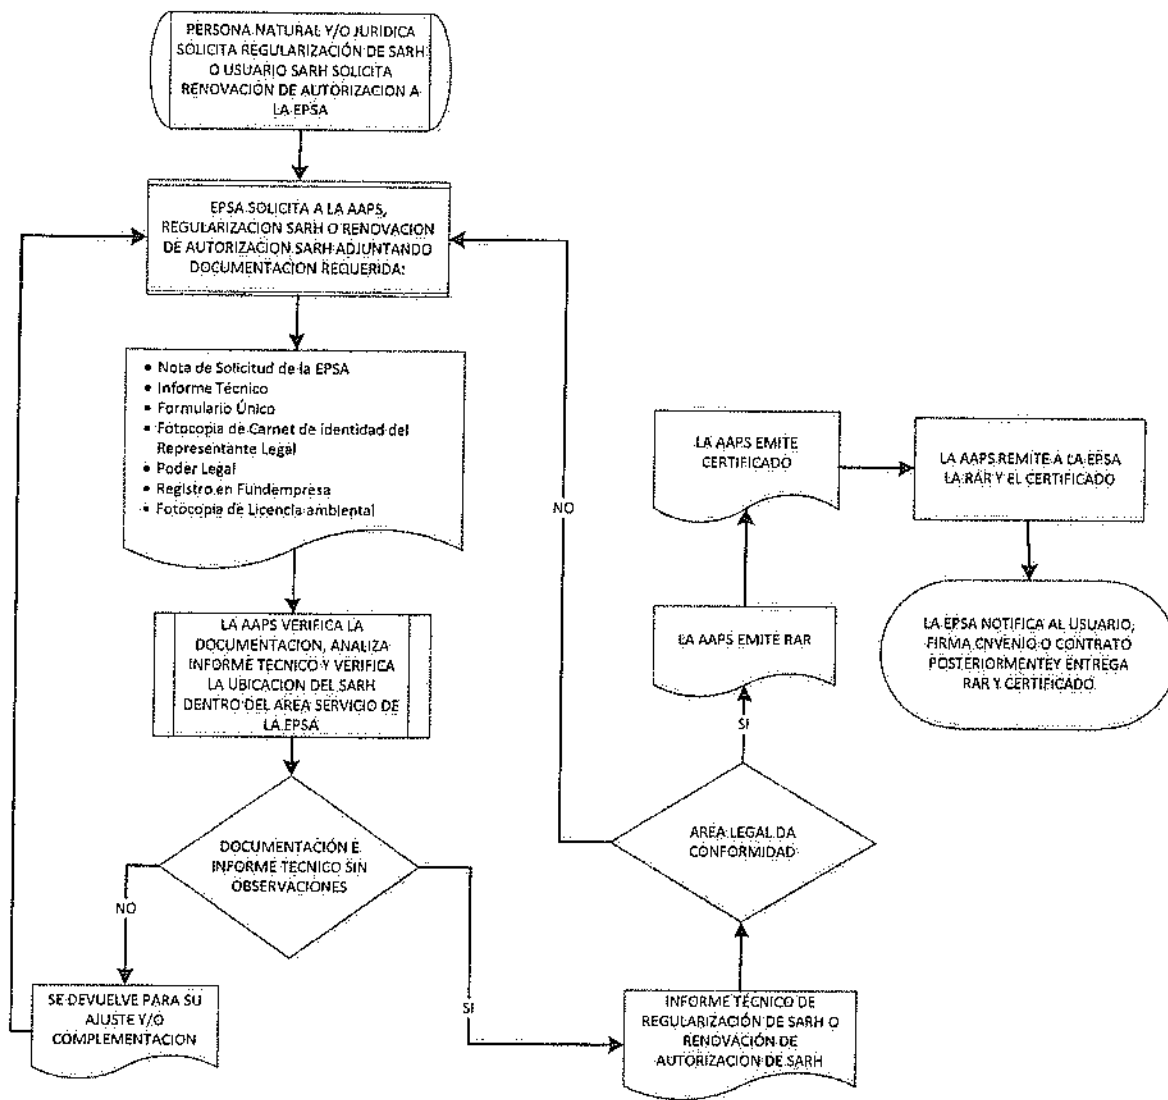 PERSONA NATURAL Y/O JURIDICA
SOLICITA REGULARIZACIÓN DE SARH
O USUARIO SARH SOLICITA
RENOVACIÓN DE AUTORIZACION A
LA EPSA
EPSA SOLICITA A LA AAPS,
REGULARIZACION SARH O RENOVACION
DE AUTORIZACION SARH ADJUNTANDO
DOCUMENTACION REQUERIDA:
• Nota de Solicitud de la EPSA
• Informe Técnico
• Formulario Único
• Fotocopia de Carnet de identidad del
Representante Legal
• Poder Legal
• Registro en Fundempresa
• Fotocopia de Licencia ambiental
LA AAPS VERIFICA LA
DOCUMENTACION, ANALIZA
INFORME TECNICO Y VERIFICA
LA UBICACION DEL SARH
DENTRO DEL AREA SERVICIO DE
LA EPSA
DOCUMENTACIÓN E
INFORME TECNICO SIN
OBSERVACIONES
NO
SE DEVUELVE PARA SU
AJUSTE Y/O
COMPLEMENTACION
SI
INFORME TÉCNICO DE
REGULARIZACIÓN DE SARH O
RENOVACIÓN DE
AUTORIZACIÓN DE SARH
AREA LEGAL DA
CONFORMIDAD
NO
SI
LA AAPS EMITE RAR
LA AAPS EMITE
CERTIFICADO
LA AAPS REMITE A LA EPSA
LA RAR Y EL CERTIFICADO
LA EPSA NOTIFICA AL USUARIO,
FIRMA CNVENIO O CONTRATO
POSTERIORMENTEY ENTREGA
RAR Y CERTIFICADO